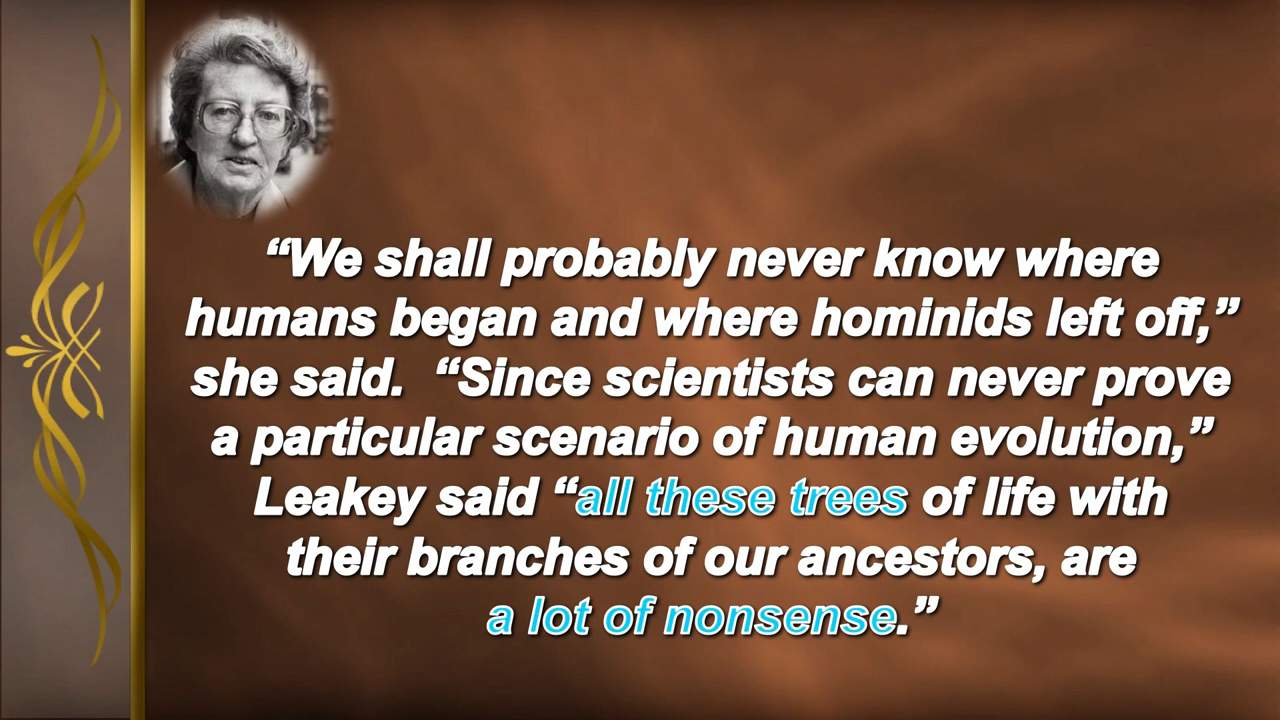 “We shall probably never know where
humans began and where hominids left off,”
she said.  “Since scientists can never prove
a particular scenario of human evolution,”
Leakey said “all these trees of life with
their branches of our ancestors, are
a lot of nonsense.”